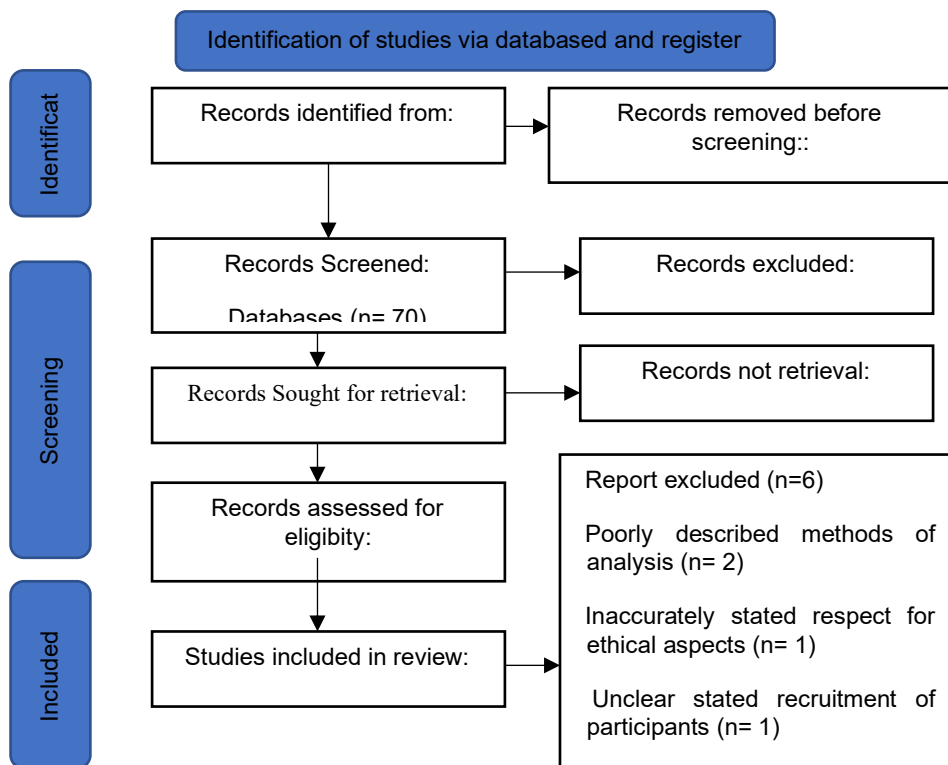 Identification of studies via databased and register
Identificat
Records identified from:
Records removed before
screening::
Screening
Records Screened:
Databases (n= 70)
Records excluded:
Records Sought for retrieval:
Records not retrieval:
Records assessed for
eligibity:
Report excluded (n=6)
Poorly described methods of
analysis (n= 2)
Inaccurately stated respect for
ethical aspects (n= 1)
Unclear stated recruitment of
participants (n= 1)
Included
Studies included in review: